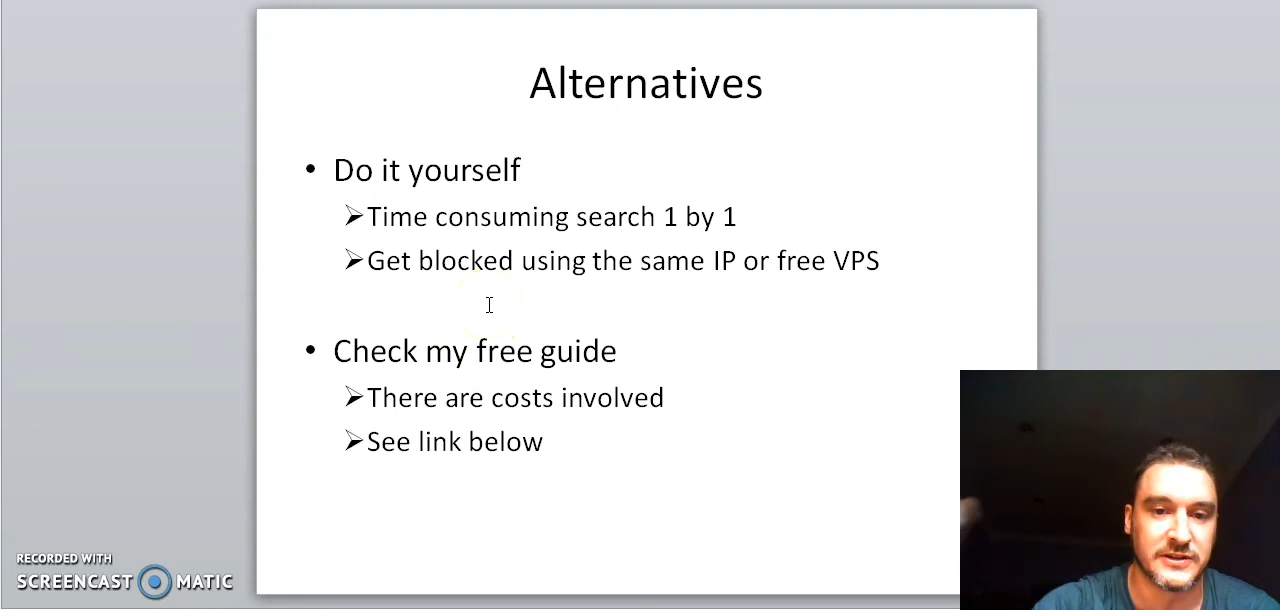 Alternatives
• Do it yourself
➢Time consuming search 1 by 1
➢Get blocked using the same IP or free VPS
• Check my free guide
➢There are costs involved
➢See link below
RECORDED WITH
SCREENCAST MATIC